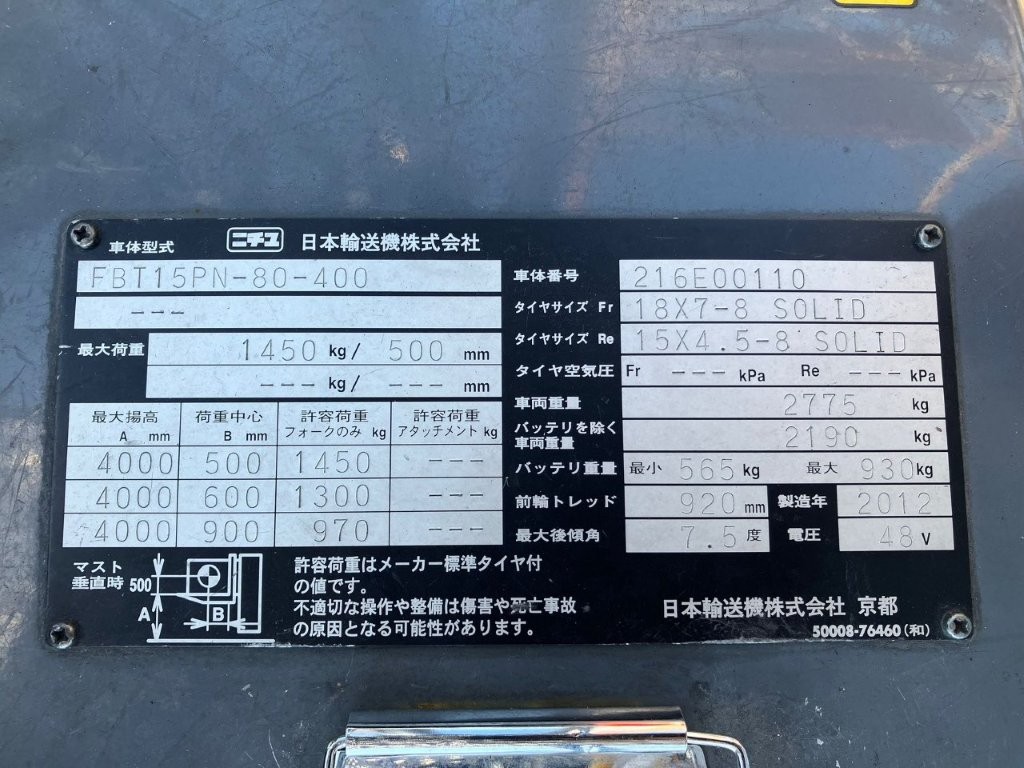 車体型式 ニチユ 日本輸送機株式会社
FBT15PN-80-400
---
最大荷重 1450 kg/ 500 mm
--- kg/ --- mm
最大揚高 A mm 荷重中心 B mm 許容荷重 フォークのみ kg 許容荷重 アタッチメント kg
4000 500 1450 ---
4000 600 1300 ---
4000 900 970 ---
車体番号 216E00110
タイヤサイズ Fr 18X7-8 SOLID
タイヤサイズ Re 15X4.5-8 SOLID
タイヤ空気圧 Fr --- kPa Re --- kPa
車両重量 2775 kg
バッテリを除く 車両重量 2190 kg
バッテリ重量 最小 565 kg 最大 930 kg
前輪トレッド 920 mm 製造年 2012
最大後傾角 7.5 度 電圧 48 V
マスト
垂直時 500
A
B
許容荷重はメーカー標準タイヤ付
の値です。
不適切な操作や整備は傷害や死亡事故
の原因となる可能性があります。
日本輸送機株式会社 京都
50008-76460(和)